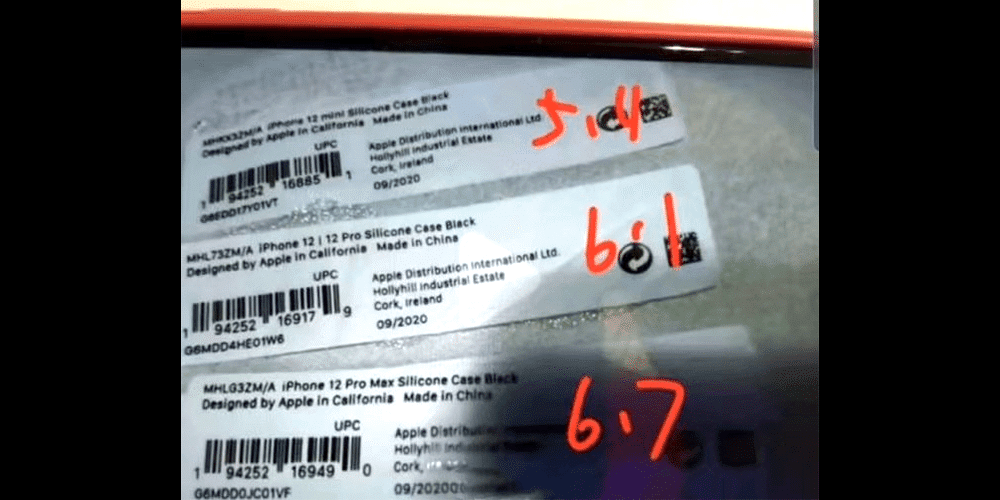 MHKX3ZM/A iPhone 12 mini Silicone Case Black
Designed by Apple in California Made in China
UPC
1 94252 16885 1
G6EDD17Y01VT
Apple Distribution International Ltd.
Hollyhill Industrial Estate
Cork, Ireland
09/2020
5.4
MHL73ZM/A iPhone 12 | 12 Pro Silicone Case Black
Designed by Apple in California Made in China
UPC
1 94252 16917 9
G6MDD4HE01W6
Apple Distribution International Ltd.
Hollyhill Industrial Estate
Cork, Ireland
09/2020
6.1
MHLG3ZM/A iPhone 12 Pro Max Silicone Case Black
Designed by Apple in California Made in China
UPC
1 94252 16949 0
G6MDD0JC01VF
Apple
Hollyhill
Cork,
09/2020
6.7